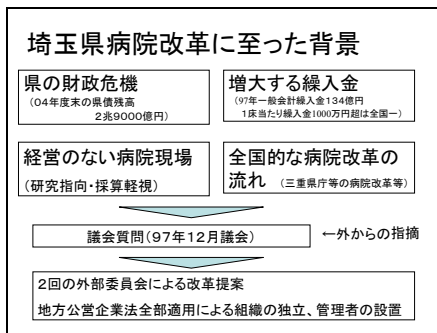 埼玉県病院改革に至った背景
県の財政危機
(04年度末の県債残高
2兆9000億円)
増大する繰入金
(97年一般会計繰入金134億円
1床当たり繰入金1000万円超は全国一)
経営のない病院現場
(研究指向・採算軽視)
全国的な病院改革の
流れ (三重県庁等の病院改革等)
議会質問(97年12月議会)
←外からの指摘
2回の外部委員会による改革提案
地方公営企業法全部適用による組織の独立、管理者の設置